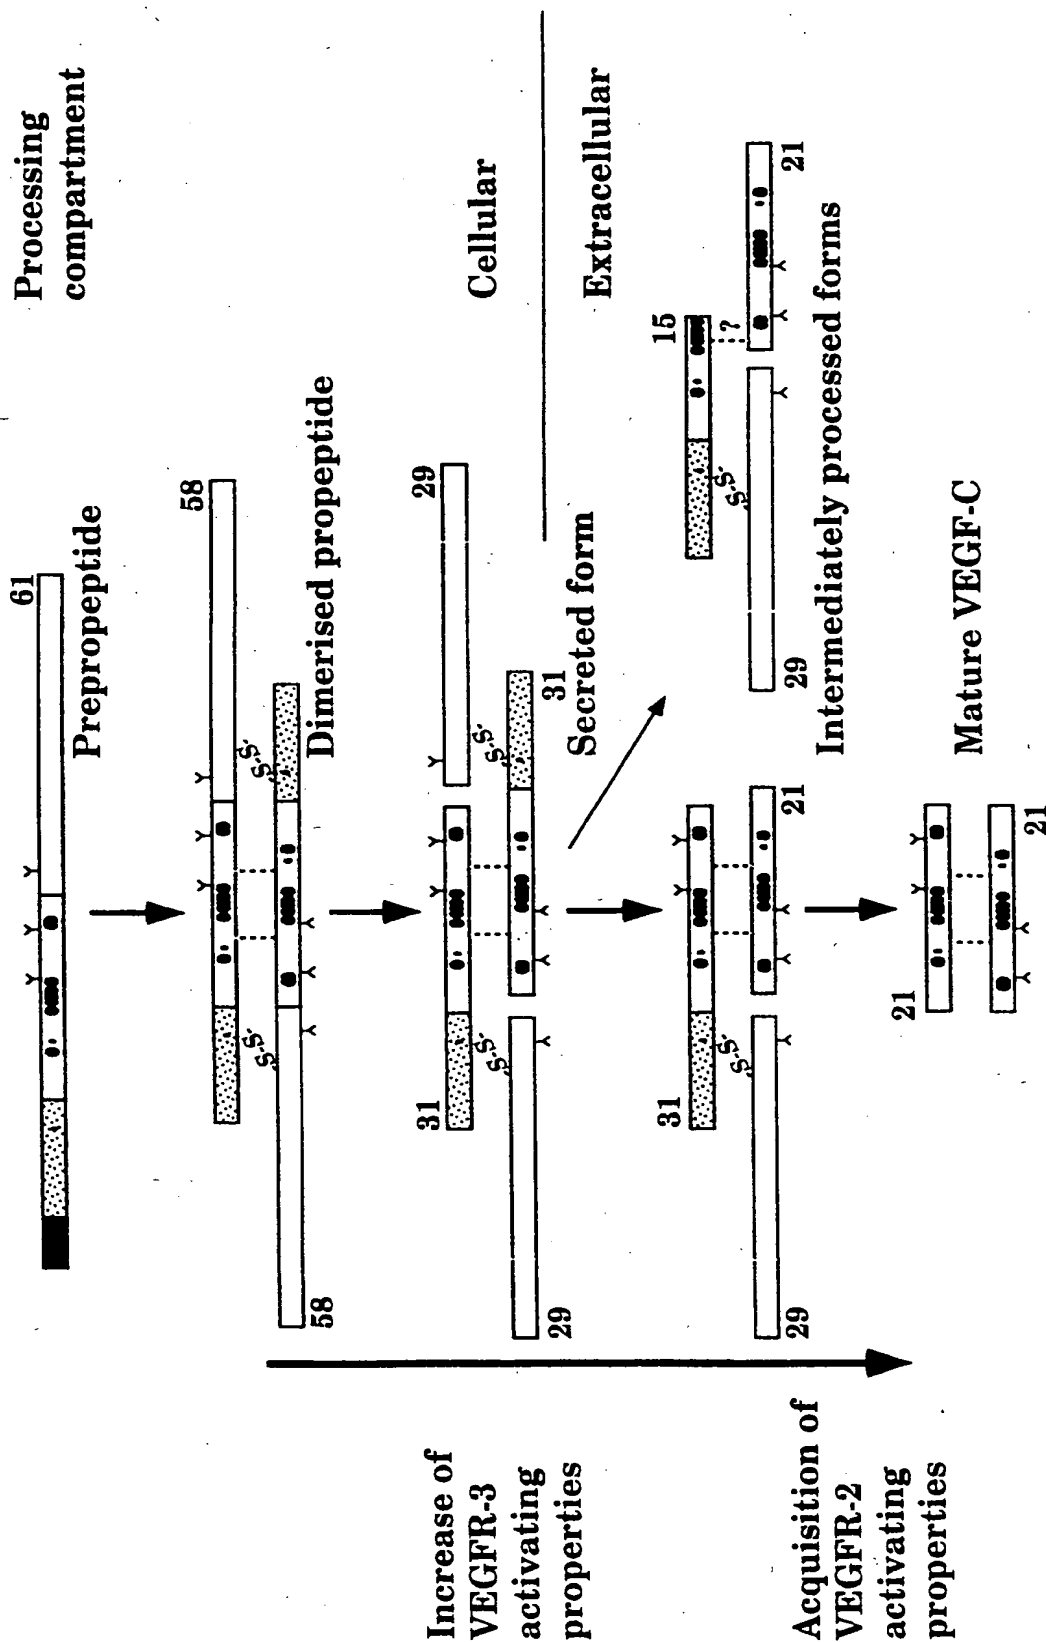 Processing
compartment
61
Prepropeptide
58
58
Dimerised propeptide
S-S
S-S
Cellular
29
31
S-S
S-S
31
29
Secreted form
Extracellular
Increase of
VEGFR-3
activating
properties
31
S-S
21
29
15
?
S-S
21
29
Intermediately processed forms
Acquisition of
VEGFR-2
activating
properties
21
21
Mature VEGF-C